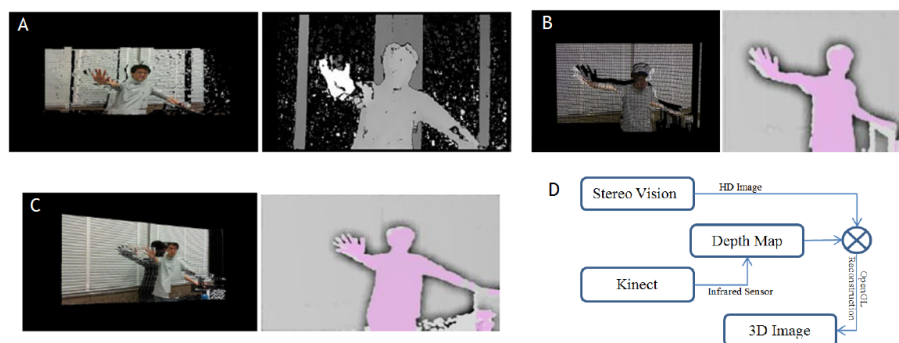 A
B
C
D
Stereo Vision
HD Image
Depth Map
Kinect
Infrared Sensor
OpenGL
Reconstruction
3D Image